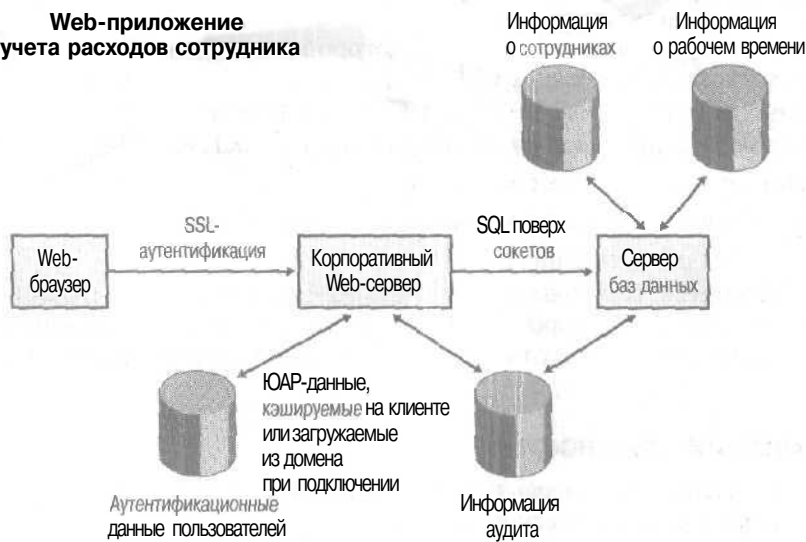 Web-приложение
учета расходов сотрудника
Информация
о сотрудниках
Информация
о рабочем времени
SSL-
аутентификация
SQL поверх
сокетов
Web-
браузер
Корпоративный
Web-сервер
Сервер
баз данных
ЮАР-данные,
кэшируемые на клиенте
или загружаемые
из домена
при подключении
Аутентификационные
данные пользователей
Информация
аудита